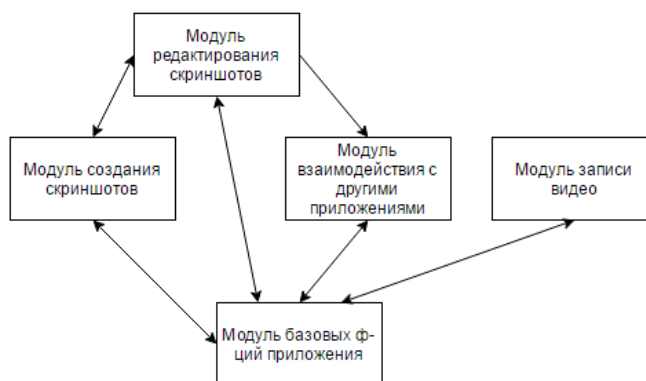 Модуль
редактирования
скриншотов
Модуль создания
скриншотов
Модуль
взаимодействия с
другими
приложениями
Модуль записи
видео
Модуль базовых ф-
ций приложения